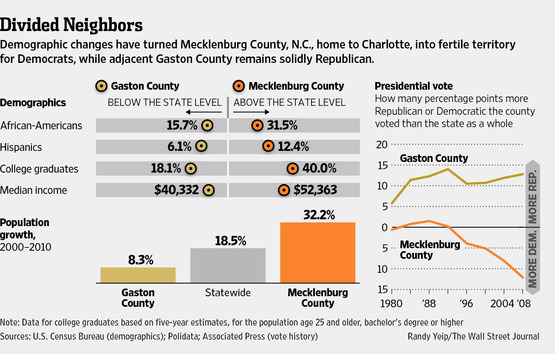 Divided Neighbors
Demographic changes have turned Mecklenburg County, N.C., home to Charlotte, into fertile territory
for Democrats, while adjacent Gaston County remains solidly Republican.
Gaston County
Mecklenburg County
Demographics
BELOW THE STATE LEVEL
ABOVE THE STATE LEVEL
African-Americans
15.7%
31.5%
Hispanics
6.1%
12.4%
College graduates
18.1%
40.0%
Median income
$40,332
$52,363
Population
growth,
2000–2010
8.3%
18.5%
32.2%
Gaston
County
Statewide
Mecklenburg
County
Presidential vote
How many percentage points more
Republican or Democratic the county
voted than the state as a whole
20
15
10
5
0
5
10
15
Gaston County
Mecklenburg
County
MORE REP.
MORE DEM.
1980
'88
'96
2004
'08
Note: Data for college graduates based on five-year estimates, for the population age 25 and older, bachelor's degree or higher
Sources: U.S. Census Bureau (demographics); Polidata; Associated Press (vote history)
Randy Yeip/The Wall Street Journal